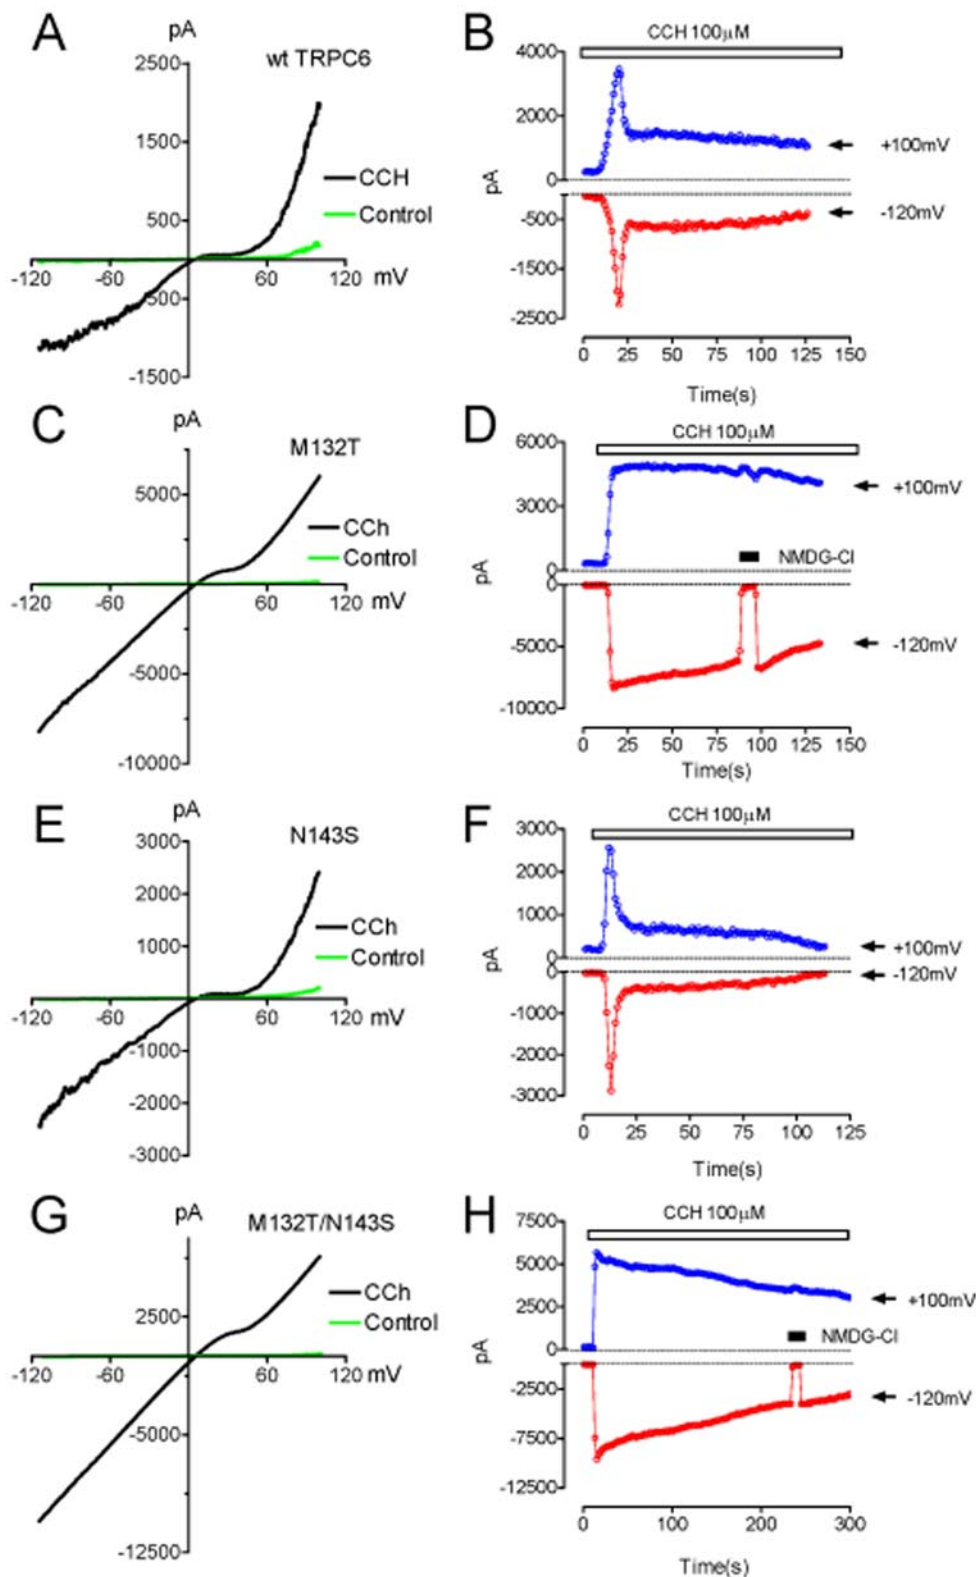 A
pA
wt TRPC6
2500
1500
500
CCH
Control
-120
-60
60
120
mV
-500
-1500
B
CCH 100µM
4000
2000
0
pA
+100mV
-120mV
-500
-1500
-2500
0
25
50
75
100
125
150
Time(s)
C
pA
M132T
5000
CCh
Control
-120
-60
60
120
mV
-5000
-10000
D
CCH 100µM
6000
3000
0
pA
+100mV
NMDG-Cl
0
-5000
-10000
-120mV
0
25
50
75
100
125
150
Time(s)
E
pA
N143S
3000
2000
1000
CCh
Control
-120
-60
60
120
mV
-1000
-2000
-3000
F
CCH 100µM
3000
2000
1000
0
pA
+100mV
-120mV
0
-1000
-2000
-3000
0
25
50
75
100
125
Time(s)
G
pA
M132T/N143S
2500
CCh
Control
-120
-60
60
120
mV
-5000
-12500
H
CCH 100µM
7500
5000
2500
0
pA
+100mV
NMDG-Cl
-2500
-7500
-12500
-120mV
0
100
200
300
Time(s)